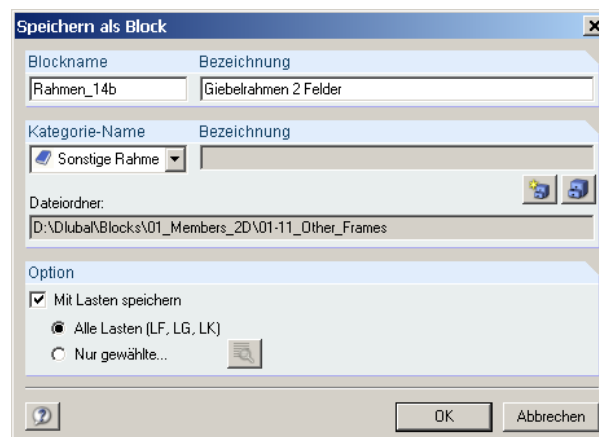 Speichern als Block
Blockname Bezeichnung
Rahmen_14b Giebelrahmen 2 Felder
Kategorie-Name Bezeichnung
Sonstige Rahme
Dateiordner:
D:\Dlubal\Blocks\01_Members_2D\01-11_Other_Frames
Option
Mit Lasten speichern
Alle Lasten (LF, LG, LK)
Nur gewählte...
OK Abbrechen